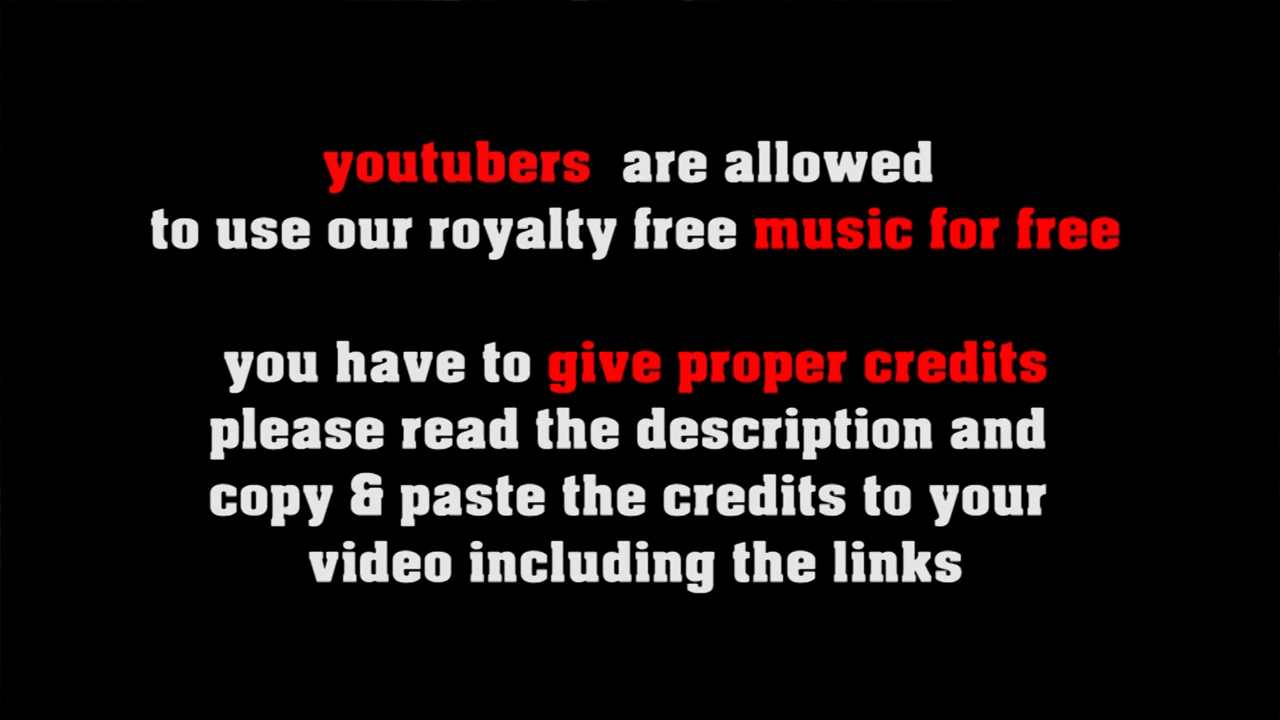 youtubers are allowed
to use our royalty free music for free
you have to give proper credits
please read the description and
copy & paste the credits to your
video including the links